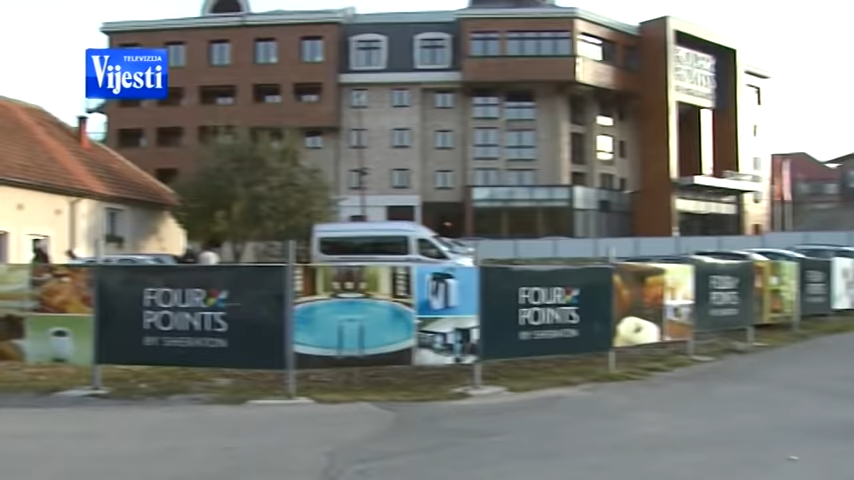 TELEVIZIJA
Vijesti
FOUR
POINTS
BY SHERATON
FOUR
POINTS
BY SHERATON
FOUR
POINTS